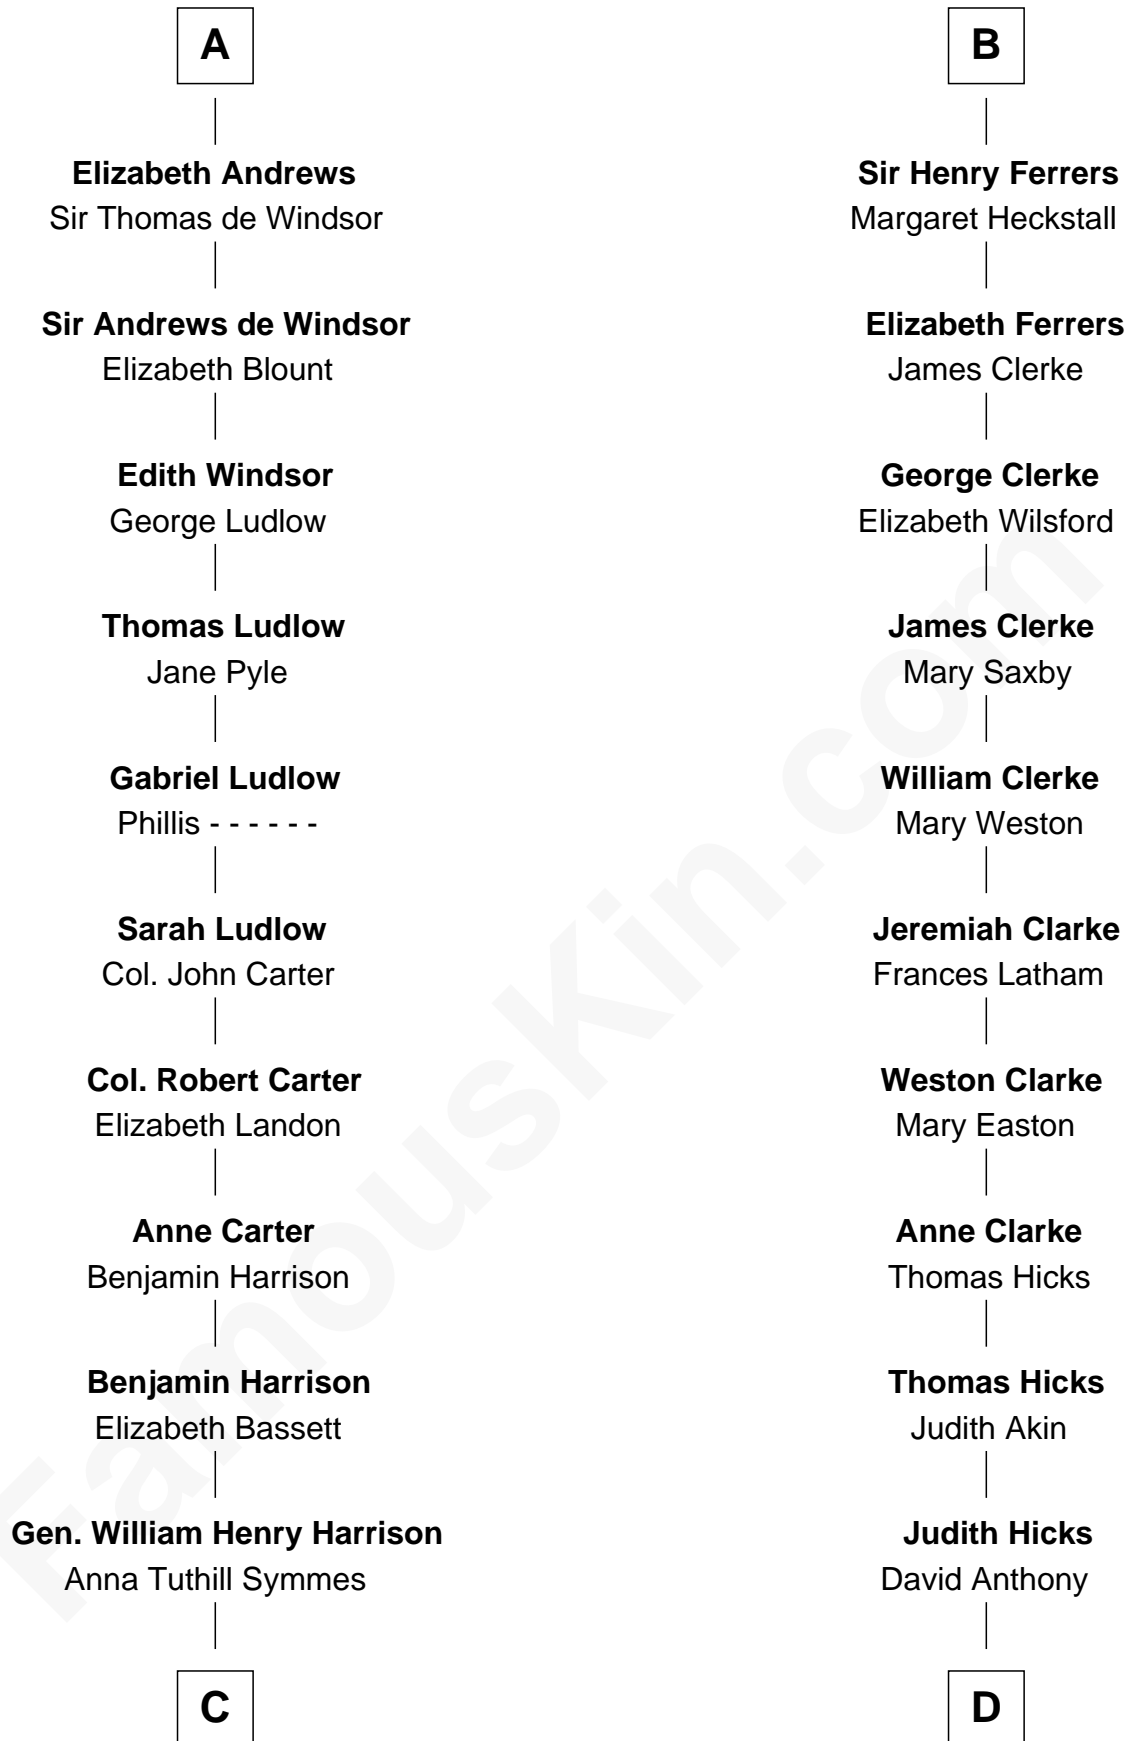 A
Elizabeth Andrews
Sir Thomas de Windsor
Sir Andrews de Windsor
Elizabeth Blount
Edith Windsor
George Ludlow
Thomas Ludlow
Jane Pyle
Gabriel Ludlow
Phillis - - - - - -
Sarah Ludlow
Col. John Carter
Col. Robert Carter
Elizabeth Landon
Anne Carter
Benjamin Harrison
Benjamin Harrison
Elizabeth Bassett
Gen. William Henry Harrison
Anna Tuthill Symmes
C
B
Sir Henry Ferrers
Margaret Heckstall
Elizabeth Ferrers
James Clerke
George Clerke
Elizabeth Wilsford
James Clerke
Mary Saxby
William Clerke
Mary Weston
Jeremiah Clarke
Frances Latham
Weston Clarke
Mary Easton
Anne Clarke
Thomas Hicks
Thomas Hicks
Judith Akin
Judith Hicks
David Anthony
D
FamousKin.com